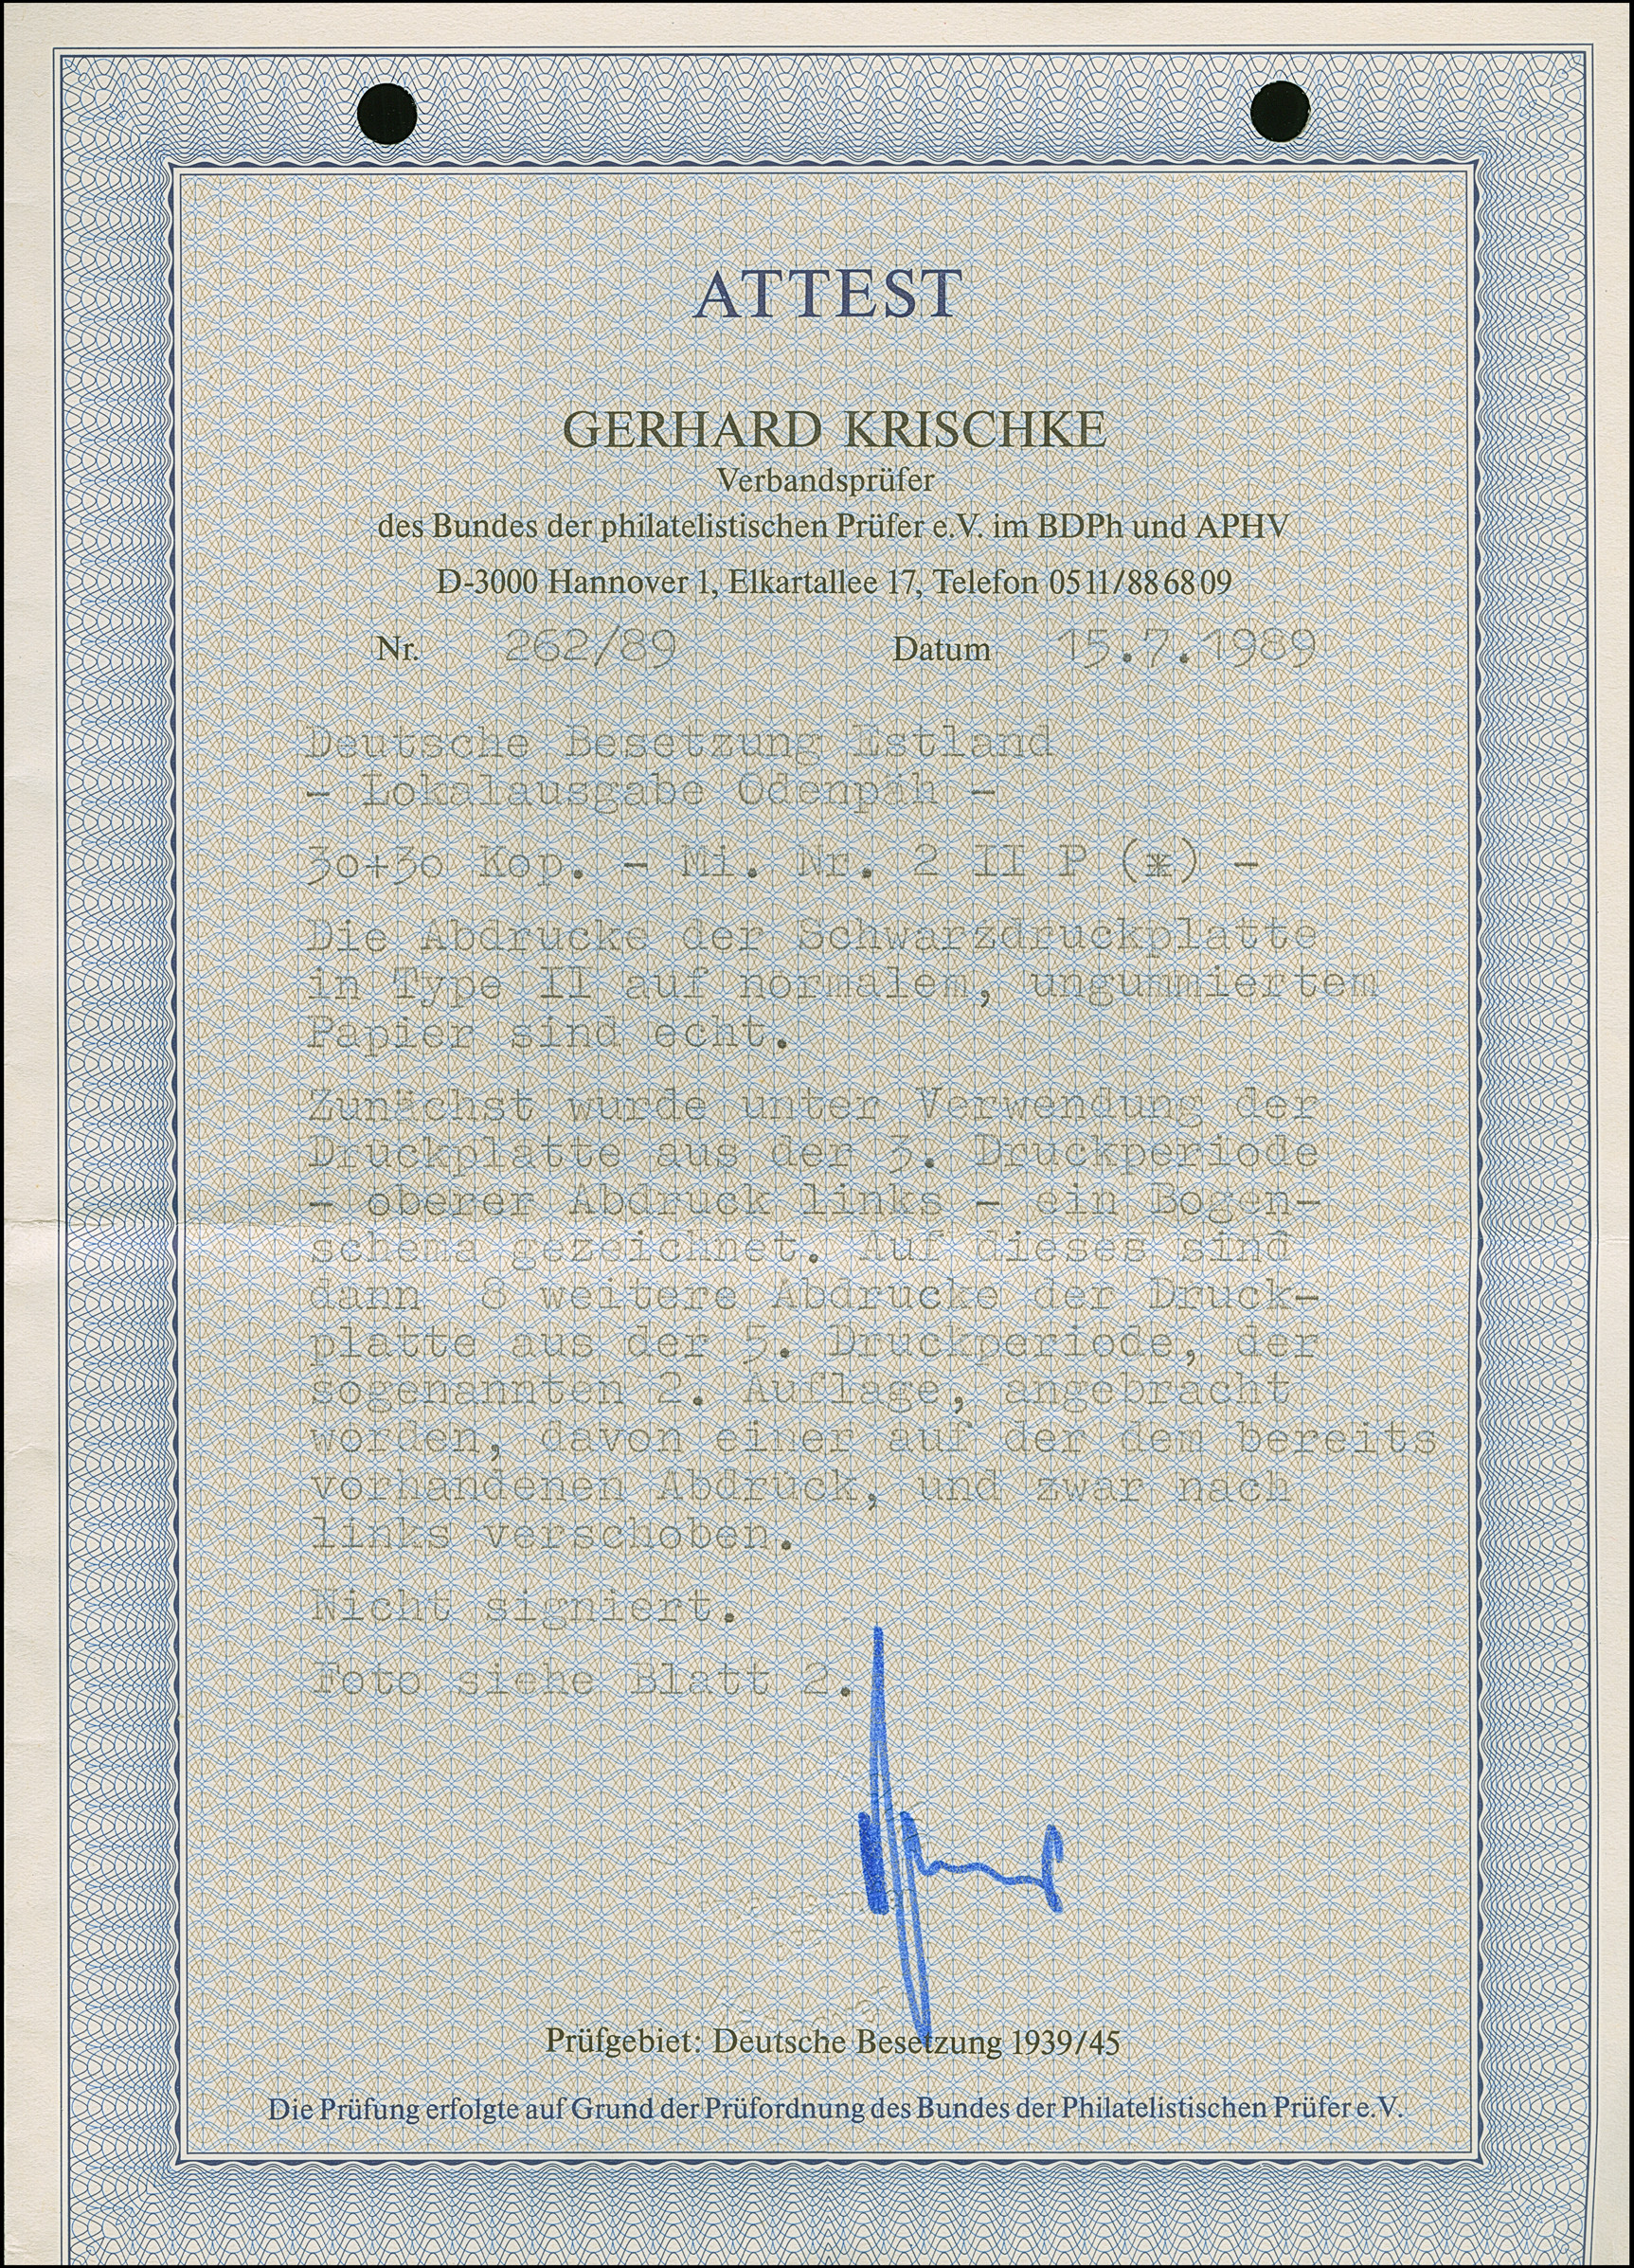 ATTEST
GERHARD KRISCHKE
Verbandsprüfer
des Bundes der philatelistischen Prüfer e.V. im BDPh und APHV
D-3000 Hannover 1, Elkartallee 17, Telefon 0511/886809
Nr. 262/89 Datum 15.7.1989
Deutsche Besetzung Estland
- Lokalausgabe Odenpäh -
30+30 Kop. - Mi. Nr. 2 II P (*) -
Die Abdrucke der Schwarzdruckplatte
in Type II auf normalem, ungummiertem
Papier sind echt.
Zunächst wurde unter Verwendung der
Druckplatte aus der 3. Druckperiode
- oberer Abdruck links - ein Bogen-
schema gezeichnet. Auf dieses sind
dann 8 weitere Abdrucke der Druck-
platte aus der 5. Druckperiode, der
sogenannten 2. Auflage, angebracht
worden, davon einer auf der dem bereits
vorhandenen Abdruck, und zwar nach
links verschoben.
Nicht signiert.
Foto siehe Blatt 2.
Prüfgebiet: Deutsche Besetzung 1939/45
Die Prüfung erfolgte auf Grund der Prüfordnung des Bundes der Philatelistischen Prüfer e.V.